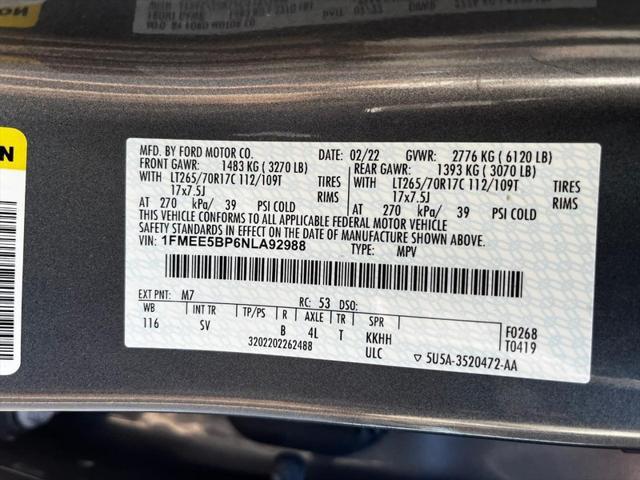 MFD. BY FORD MOTOR CO. DATE: 02/22 GVWR: 2776 KG ( 6120 LB)
FRONT GAWR: 1483 KG ( 3270 LB) REAR GAWR: 1393 KG ( 3070 LB)
WITH LT265/70R17C 112/109T TIRES WITH LT265/70R17C 112/109T TIRES
17x7.5J RIMS 17x7.5J RIMS
AT 270 kPa/ 39 PSI COLD AT 270 kPa/ 39 PSI COLD
THIS VEHICLE CONFORMS TO ALL APPLICABLE FEDERAL MOTOR VEHICLE
SAFETY STANDARDS IN EFFECT ON THE DATE OF MANUFACTURE SHOWN ABOVE.
VIN: 1FMEE5BP6NLA92988 TYPE: MPV
EXT PNT: M7 RC: 53 DSO:
WB INT TR TP/PS R AXLE TR SPR F0268
116 SV B 4L T KKHH T0419
3202202262488 ULC ▽ 5U5A-3520472-AA